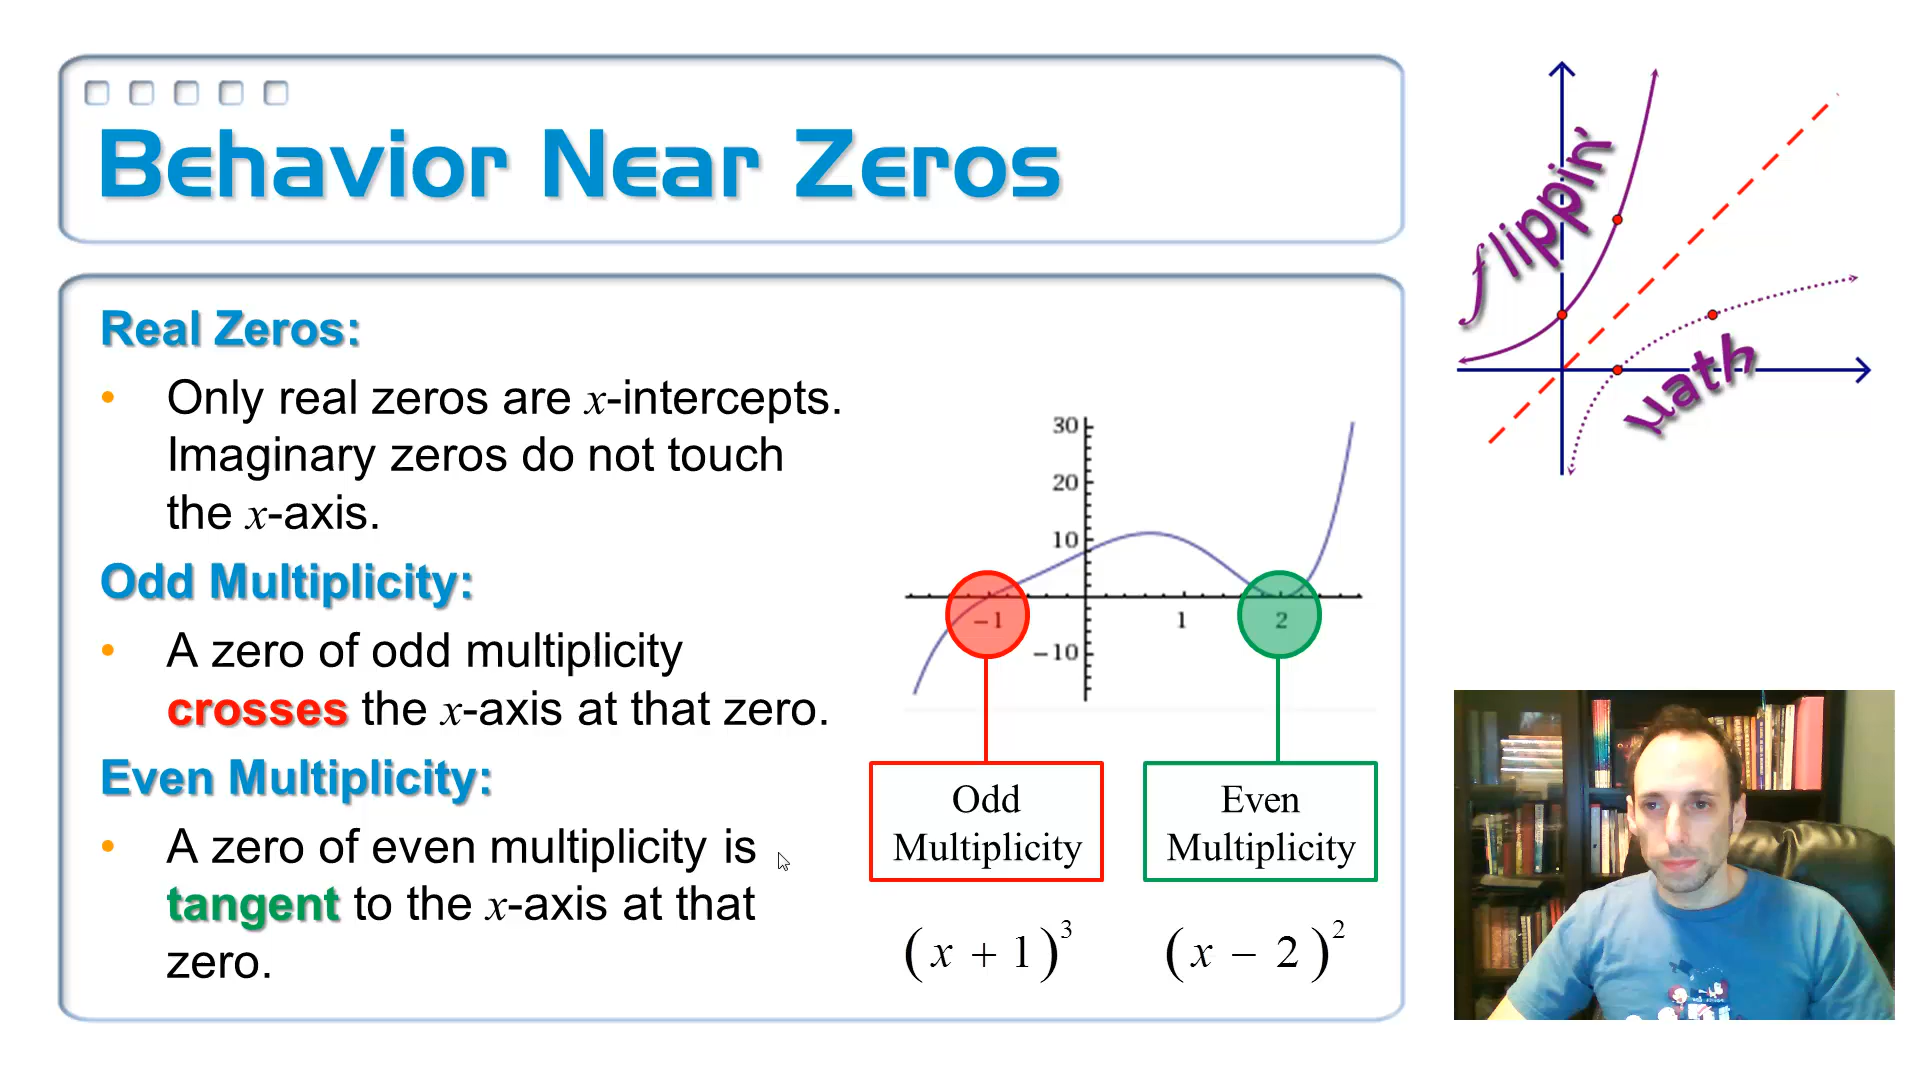 Behavior Near Zeros
flippin'
math
Real Zeros:
• Only real zeros are x-intercepts.
Imaginary zeros do not touch
the x-axis.
Odd Multiplicity:
• A zero of odd multiplicity
crosses the x-axis at that zero.
Even Multiplicity:
• A zero of even multiplicity is
tangent to the x-axis at that
zero.
30
20
10
−1 1 2
−10
Odd
Multiplicity
Even
Multiplicity
(x + 1)³ (x − 2)²